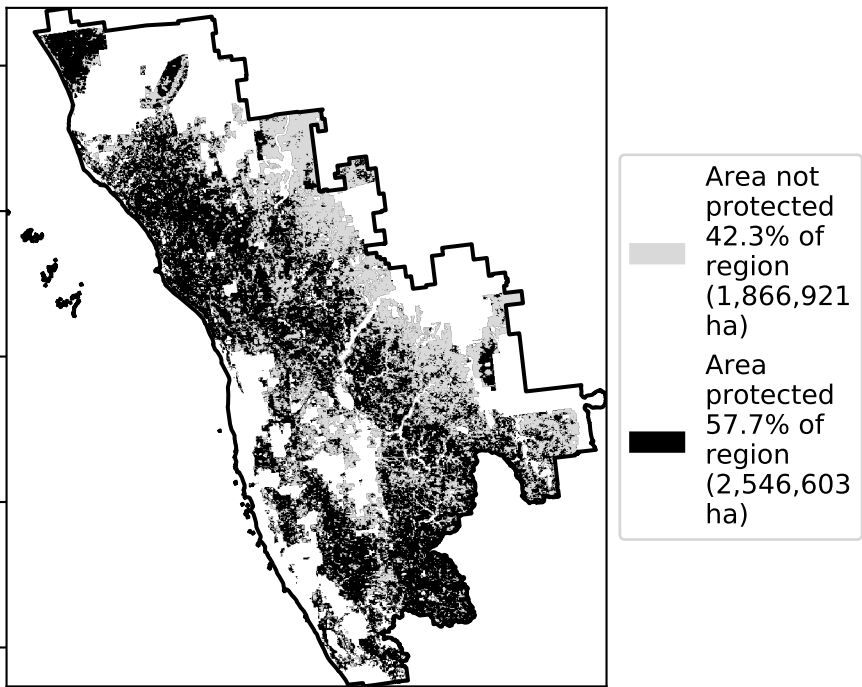 Area not
protected
42.3% of
region
(1,866,921
ha)
Area
protected
57.7% of
region
(2,546,603
ha)